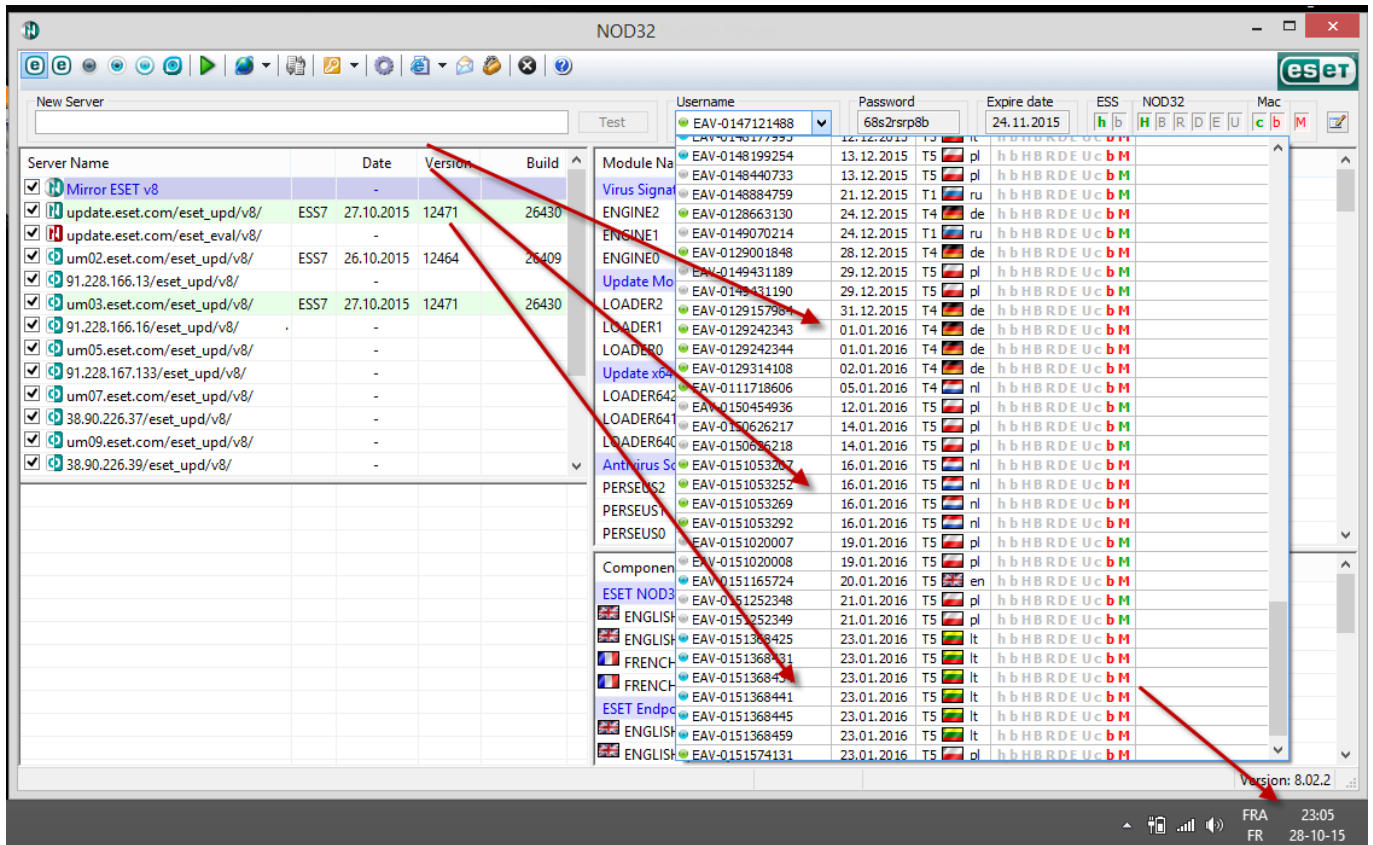 NOD32
eset
New Server
Test
Username Password Expire date ESS NOD32 Mac
EAV-0147121488 68s2rsrp8b 24.11.2015 h b H B R D E U c b M
Server Name Date Version Build
Mirror ESET v8 -
update.eset.com/eset_upd/v8/ ESS7 27.10.2015 12471 26430
update.eset.com/eset_eval/v8/ -
um02.eset.com/eset_upd/v8/ ESS7 26.10.2015 12464 26409
91.228.166.13/eset_upd/v8/ -
um03.eset.com/eset_upd/v8/ ESS7 27.10.2015 12471 26430
91.228.166.16/eset_upd/v8/ -
um05.eset.com/eset_upd/v8/ -
91.228.167.133/eset_upd/v8/ -
um07.eset.com/eset_upd/v8/ -
38.90.226.37/eset_upd/v8/ -
um09.eset.com/eset_upd/v8/ -
38.90.226.39/eset_upd/v8/ -
Module Na
Virus Signat
ENGINE2
ENGINE1
ENGINE0
Update Mo
LOADER2
LOADER1
LOADER0
Update x64
LOADER642
LOADER641
LOADER640
Antivirus Sc
PERSEUS2
PERSEUS1
PERSEUS0
Componen
ESET NOD3
ENGLISH
ENGLISH
FRENCH
FRENCH
ESET Endpo
ENGLISH
ENGLISH
EAV-0148177993 12.12.2015 T5 lt h b H B R D E U c b M
EAV-0148199254 13.12.2015 T5 pl h b H B R D E U c b M
EAV-0148440733 13.12.2015 T5 pl h b H B R D E U c b M
EAV-0148884759 21.12.2015 T1 ru h b H B R D E U c b M
EAV-0128663130 24.12.2015 T4 de h b H B R D E U c b M
EAV-0149070214 24.12.2015 T1 ru h b H B R D E U c b M
EAV-0129001848 28.12.2015 T4 de h b H B R D E U c b M
EAV-0149431189 29.12.2015 T5 pl h b H B R D E U c b M
EAV-0149431190 29.12.2015 T5 pl h b H B R D E U c b M
EAV-0129157984 31.12.2015 T4 de h b H B R D E U c b M
EAV-0129242343 01.01.2016 T4 de h b H B R D E U c b M
EAV-0129242344 01.01.2016 T4 de h b H B R D E U c b M
EAV-0129314108 02.01.2016 T4 de h b H B R D E U c b M
EAV-0111718606 05.01.2016 T4 nl h b H B R D E U c b M
EAV-0150454936 12.01.2016 T5 pl h b H B R D E U c b M
EAV-0150626217 14.01.2016 T5 pl h b H B R D E U c b M
EAV-0150626218 14.01.2016 T5 pl h b H B R D E U c b M
EAV-0151053207 16.01.2016 T5 nl h b H B R D E U c b M
EAV-0151053252 16.01.2016 T5 nl h b H B R D E U c b M
EAV-0151053269 16.01.2016 T5 nl h b H B R D E U c b M
EAV-0151053292 16.01.2016 T5 nl h b H B R D E U c b M
EAV-0151020007 19.01.2016 T5 pl h b H B R D E U c b M
EAV-0151020008 19.01.2016 T5 pl h b H B R D E U c b M
EAV-0151165724 20.01.2016 T5 en h b H B R D E U c b M
EAV-0151252348 21.01.2016 T5 pl h b H B R D E U c b M
EAV-0151252349 21.01.2016 T5 pl h b H B R D E U c b M
EAV-0151368425 23.01.2016 T5 lt h b H B R D E U c b M
EAV-0151368431 23.01.2016 T5 lt h b H B R D E U c b M
23.01.2016 T5 lt h b H B R D E U c b M
EAV-0151368441 23.01.2016 T5 lt h b H B R D E U c b M
EAV-0151368445 23.01.2016 T5 lt h b H B R D E U c b M
EAV-0151368459 23.01.2016 T5 lt h b H B R D E U c b M
EAV-0151574131 23.01.2016 T5 pl h b H B R D E U c b M
Version: 8.02.2
FRA 23:05
FR 28-10-15